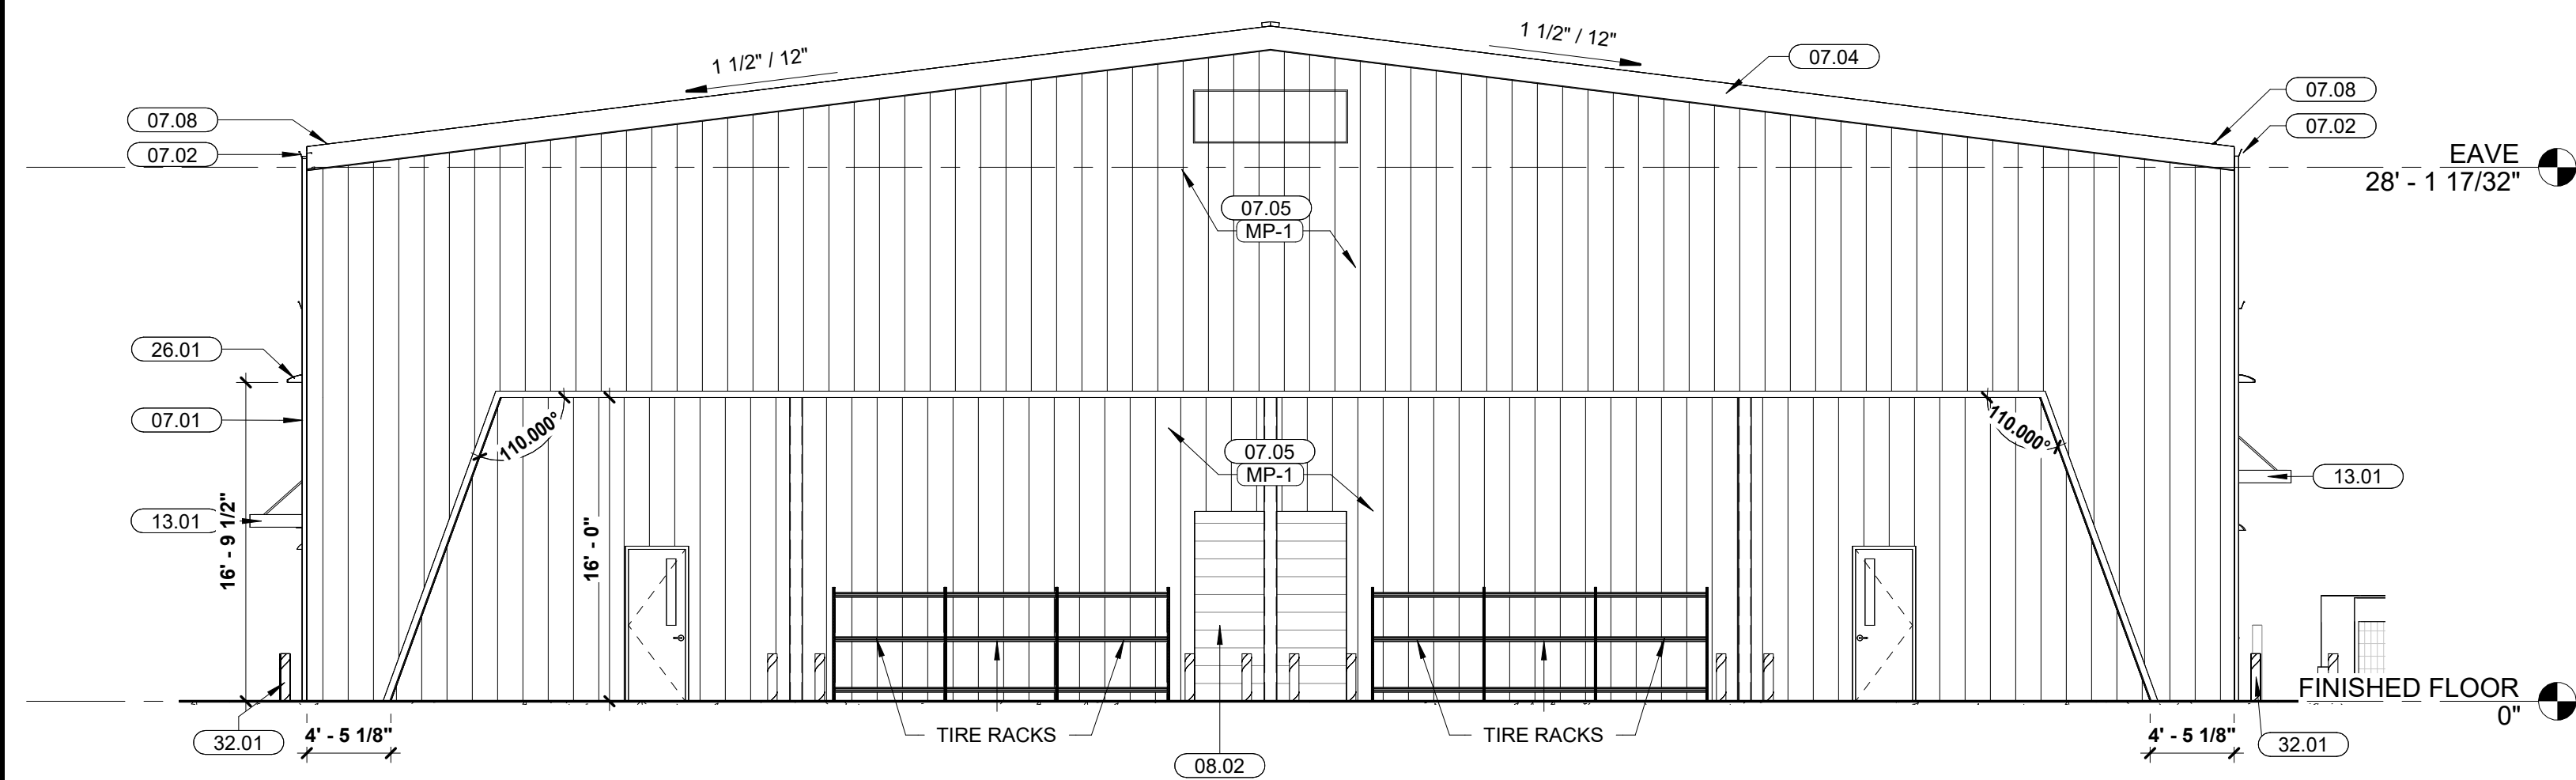 1 1/2" / 12"
1 1/2" / 12"
07.04
07.08
07.08
07.02
07.02
EAVE
28' - 1 17/32"
07.05
MP-1
26.01
07.01
110.000°
110.000°
07.05
MP-1
13.01
13.01
16' - 9 1/2"
16' - 0"
FINISHED FLOOR
0"
32.01
4' - 5 1/8"
TIRE RACKS
TIRE RACKS
4' - 5 1/8"
32.01
08.02